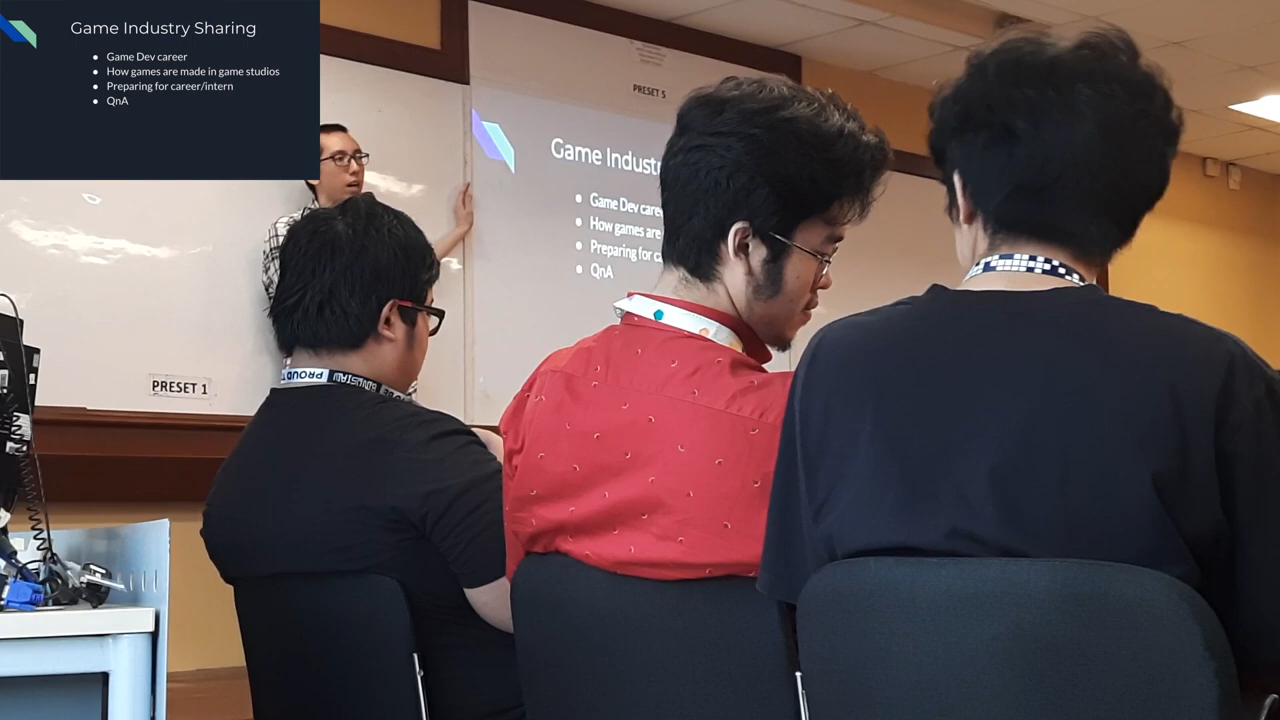 Game Industry Sharing
● Game Dev career
● How games are made in game studios
● Preparing for career/intern
● QnA
PRESET 5
Game Indust
● Game Dev care
● How games are
● Preparing for c
● QnA
PRESET 1
PROUD